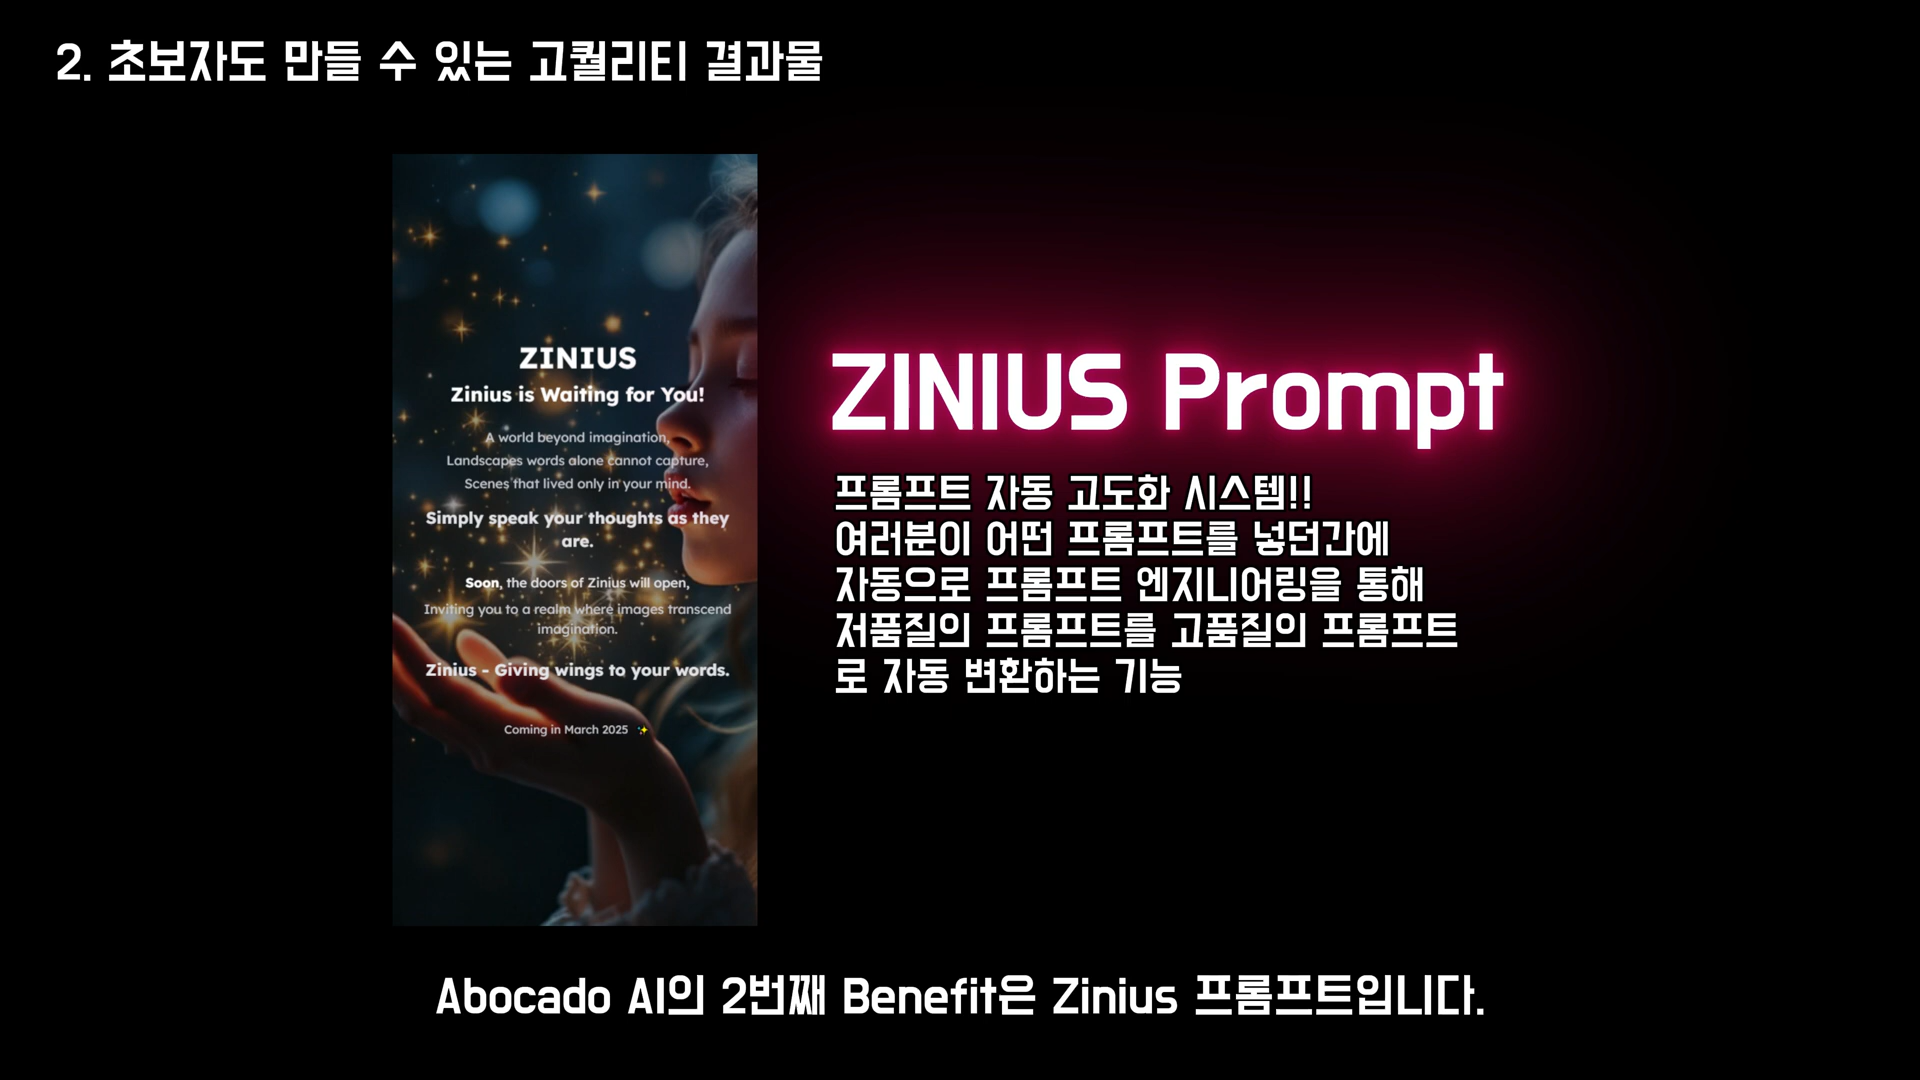 2. 초보자도 만들 수 있는 고퀄리티 결과물
ZINIUS
Zinius is Waiting for You!
A world beyond imagination,
Landscapes words alone cannot capture,
Scenes that lived only in your mind.
Simply speak your thoughts as they
are.
Soon, the doors of Zinius will open,
Inviting you to a realm where images transcend
imagination.
Zinius - Giving wings to your words.
Coming in March 2025 ✨
ZINIUS Prompt
프롬프트 자동 고도화 시스템!!
여러분이 어떤 프롬프트를 넣던간에
자동으로 프롬프트 엔지니어링을 통해
저품질의 프롬프트를 고품질의 프롬프트
로 자동 변환하는 기능
Abocado AI의 2번째 Benefit은 Zinius 프롬프트입니다.